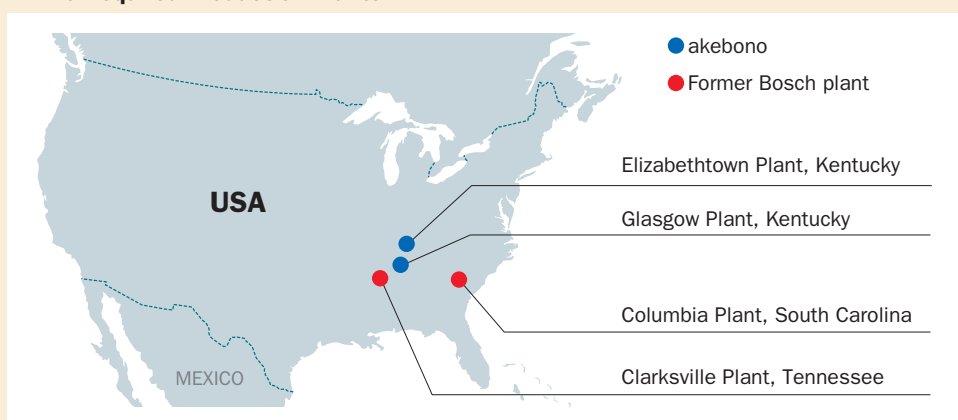 akebono
Former Bosch plant
Elizabethtown Plant, Kentucky
USA
Glasgow Plant, Kentucky
Columbia Plant, South Carolina
Clarksville Plant, Tennessee
MEXICO